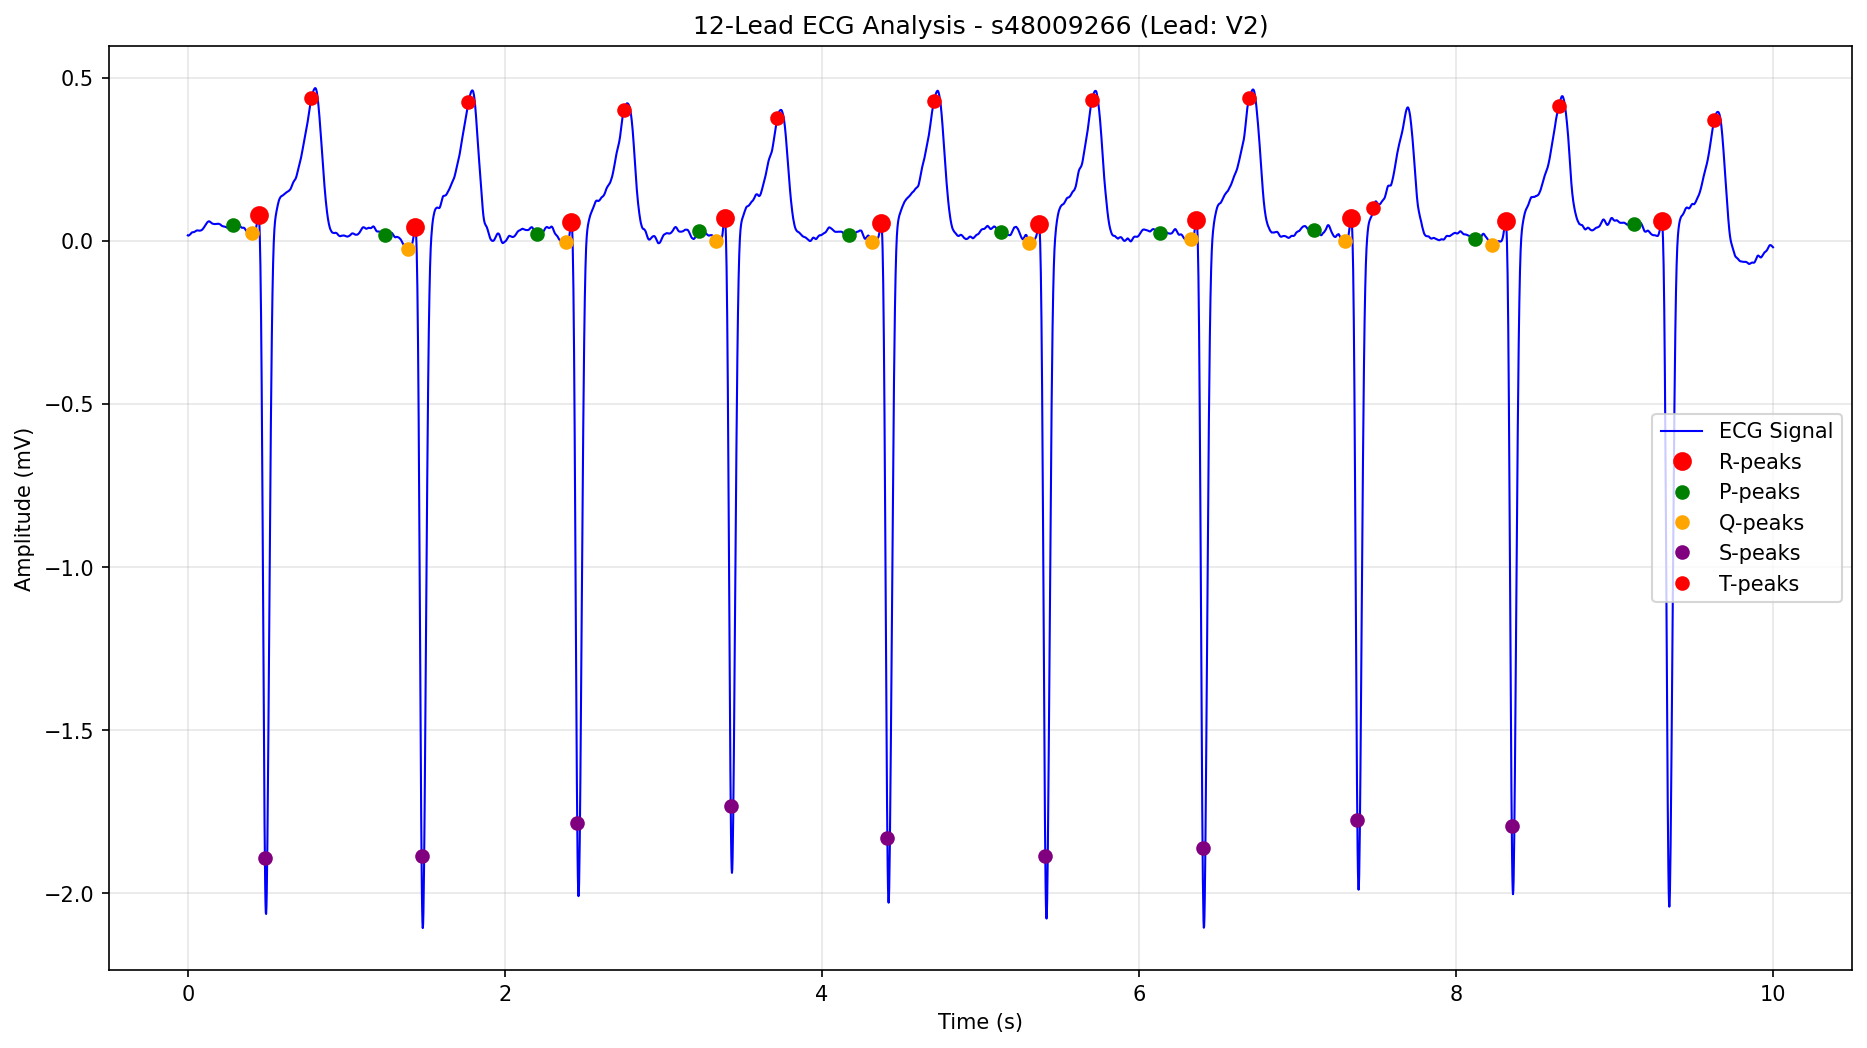 12-Lead ECG Analysis - s48009266 (Lead: V2)
Amplitude (mV)
0.5
0.0
−0.5
−1.0
−1.5
−2.0
ECG Signal
R-peaks
P-peaks
Q-peaks
S-peaks
T-peaks
0 2 4 6 8 10
Time (s)